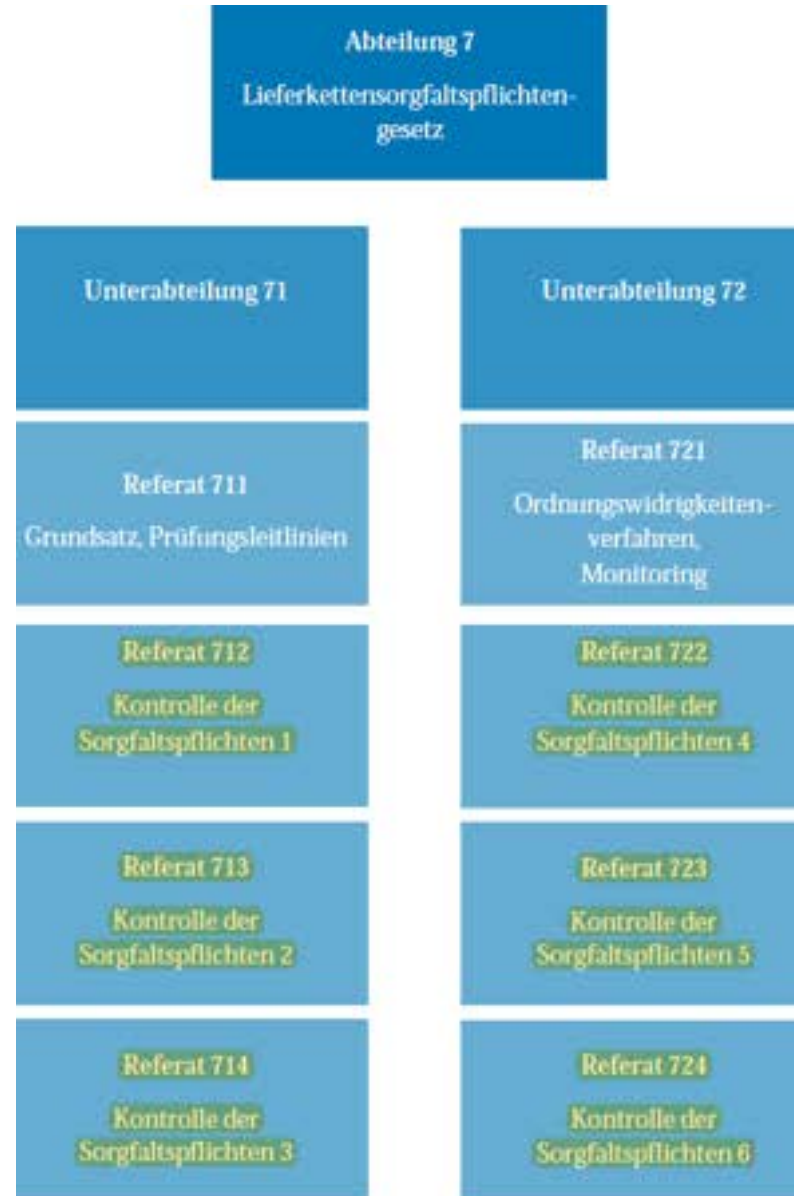 Abteilung 7
Lieferkettensorgfaltspflichten-
gesetz
Unterabteilung 71
Referat 711
Grundsatz, Prüfungsleitlinien
Referat 712
Kontrolle der
Sorgfaltspflichten 1
Referat 713
Kontrolle der
Sorgfaltspflichten 2
Referat 714
Kontrolle der
Sorgfaltspflichten 3
Unterabteilung 72
Referat 721
Ordnungswidrigkeiten-
verfahren,
Monitoring
Referat 722
Kontrolle der
Sorgfaltspflichten 4
Referat 723
Kontrolle der
Sorgfaltspflichten 5
Referat 724
Kontrolle der
Sorgfaltspflichten 6